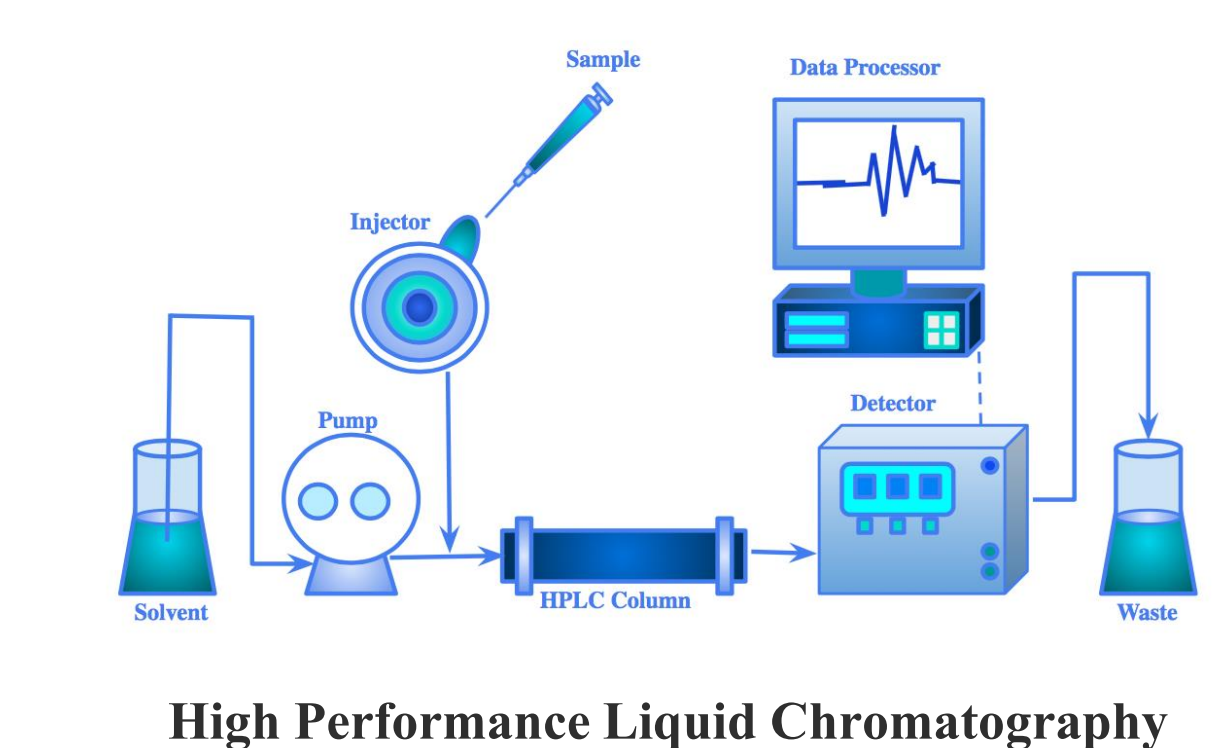 Sample
Data Processor
Injector
Detector
Pump
HPLC Column
Solvent
Waste
High Performance Liquid Chromatography